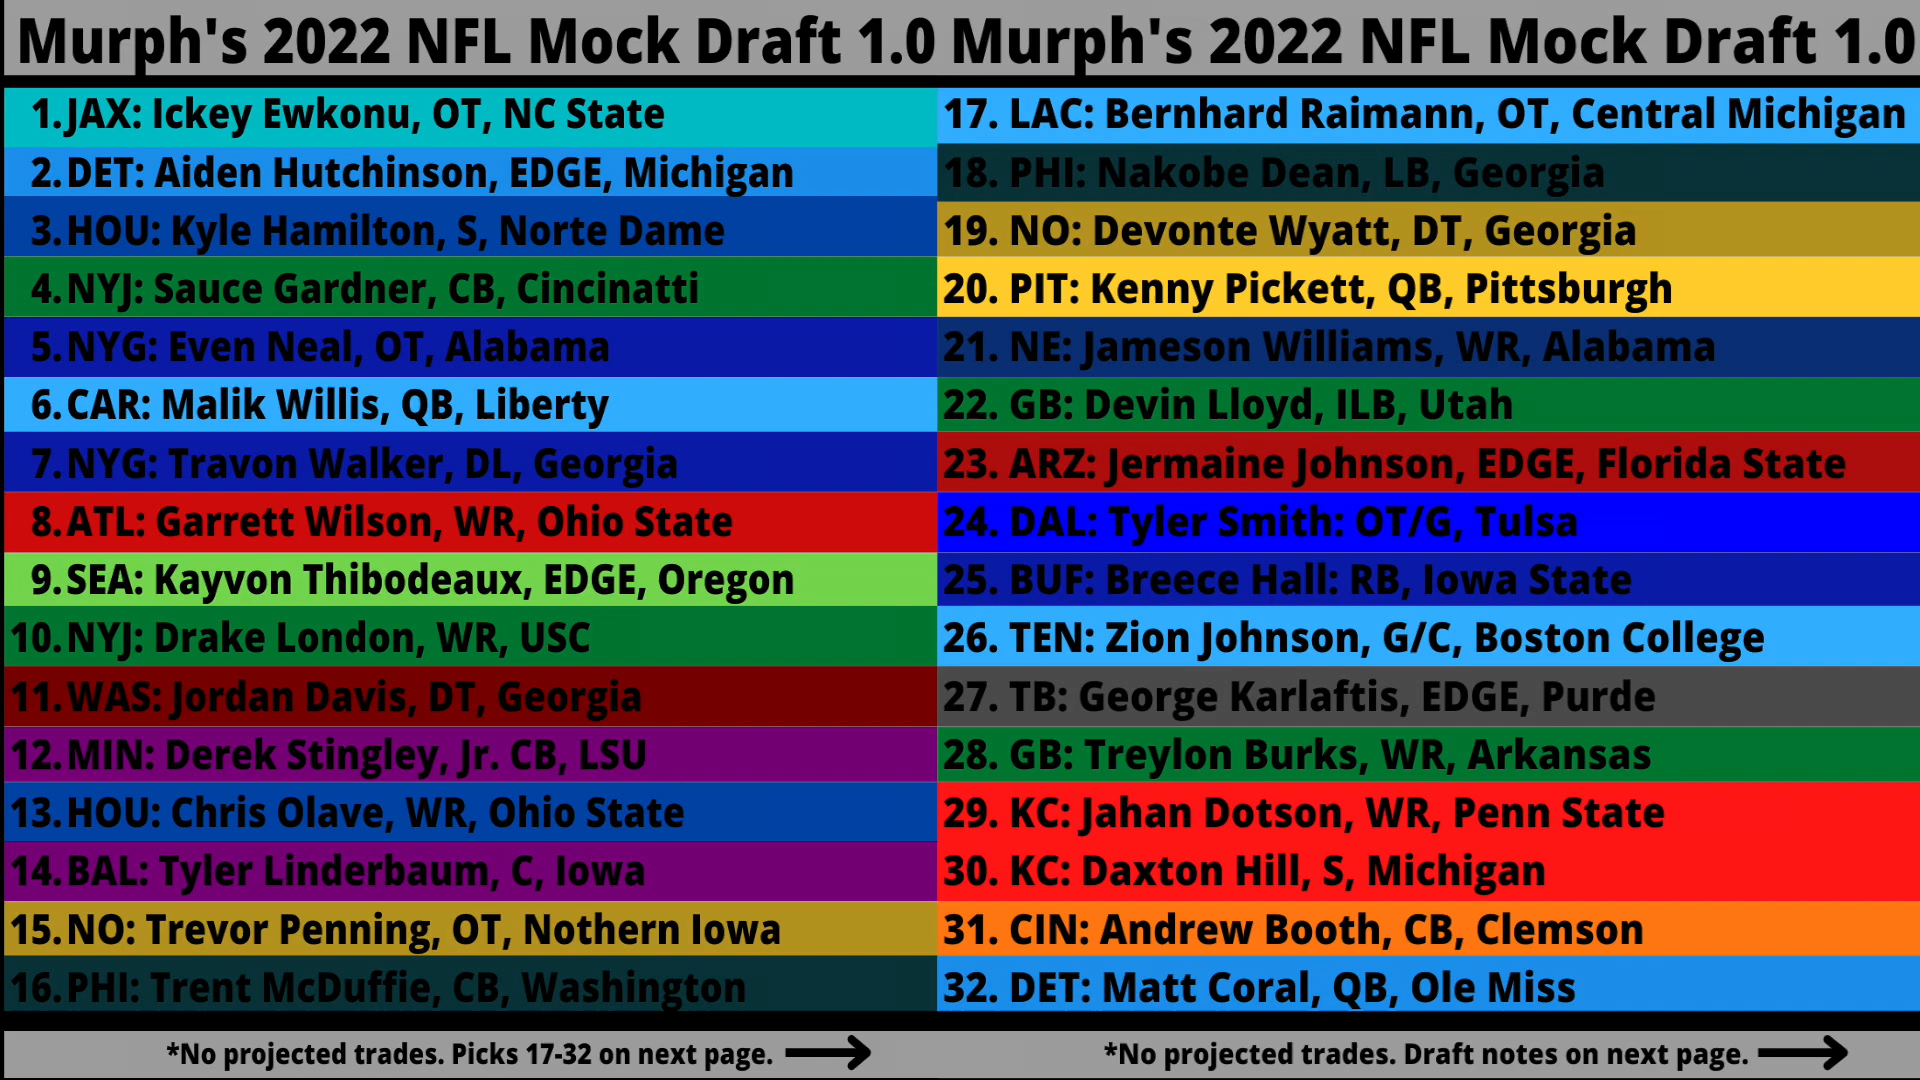 Murph's 2022 NFL Mock Draft 1.0
1. JAX: Ickey Ewkonu, OT, NC State
2. DET: Aiden Hutchinson, EDGE, Michigan
3. HOU: Kyle Hamilton, S, Norte Dame
4. NYJ: Sauce Gardner, CB, Cincinatti
5. NYG: Even Neal, OT, Alabama
6. CAR: Malik Willis, QB, Liberty
7. NYG: Travon Walker, DL, Georgia
8. ATL: Garrett Wilson, WR, Ohio State
9. SEA: Kayvon Thibodeaux, EDGE, Oregon
10. NYJ: Drake London, WR, USC
11. WAS: Jordan Davis, DT, Georgia
12. MIN: Derek Stingley, Jr. CB, LSU
13. HOU: Chris Olave, WR, Ohio State
14. BAL: Tyler Linderbaum, C, Iowa
15. NO: Trevor Penning, OT, Nothern Iowa
16. PHI: Trent McDuffie, CB, Washington
*No projected trades. Picks 17-32 on next page.
Murph's 2022 NFL Mock Draft 1.0
17. LAC: Bernhard Raimann, OT, Central Michigan
18. PHI: Nakobe Dean, LB, Georgia
19. NO: Devonte Wyatt, DT, Georgia
20. PIT: Kenny Pickett, QB, Pittsburgh
21. NE: Jameson Williams, WR, Alabama
22. GB: Devin Lloyd, ILB, Utah
23. ARZ: Jermaine Johnson, EDGE, Florida State
24. DAL: Tyler Smith: OT/G, Tulsa
25. BUF: Breece Hall: RB, Iowa State
26. TEN: Zion Johnson, G/C, Boston College
27. TB: George Karlaftis, EDGE, Purde
28. GB: Treylon Burks, WR, Arkansas
29. KC: Jahan Dotson, WR, Penn State
30. KC: Daxton Hill, S, Michigan
31. CIN: Andrew Booth, CB, Clemson
32. DET: Matt Coral, QB, Ole Miss
*No projected trades. Draft notes on next page.